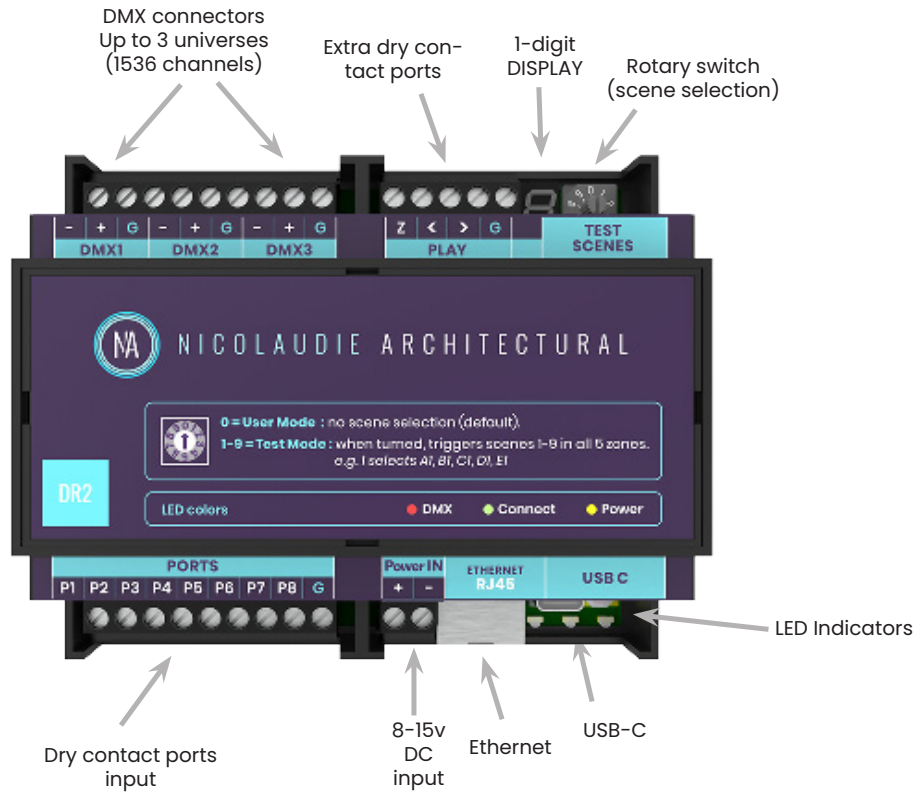 DMX connectors
Up to 3 universes
(1536 channels)
Extra dry con-
tact ports
1-digit
DISPLAY
Rotary switch
(scene selection)
- + G - + G - + G
DMX1 DMX2 DMX3
Z < > G
PLAY
TEST
SCENES
NA NICOLAUDIE ARCHITECTURAL
0 = User Mode : no scene selection (default).
1-9 = Test Mode : when turned, triggers scenes 1-9 in all 5 zones.
e.g. 1 selects A1, B1, C1, D1, E1
DR2
LED colors DMX Connect Power
PORTS
P1 P2 P3 P4 P5 P6 P7 P8 G
Power IN
+ -
ETHERNET
RJ45
USB C
LED Indicators
Dry contact ports
input
8-15v
DC
input
Ethernet
USB-C